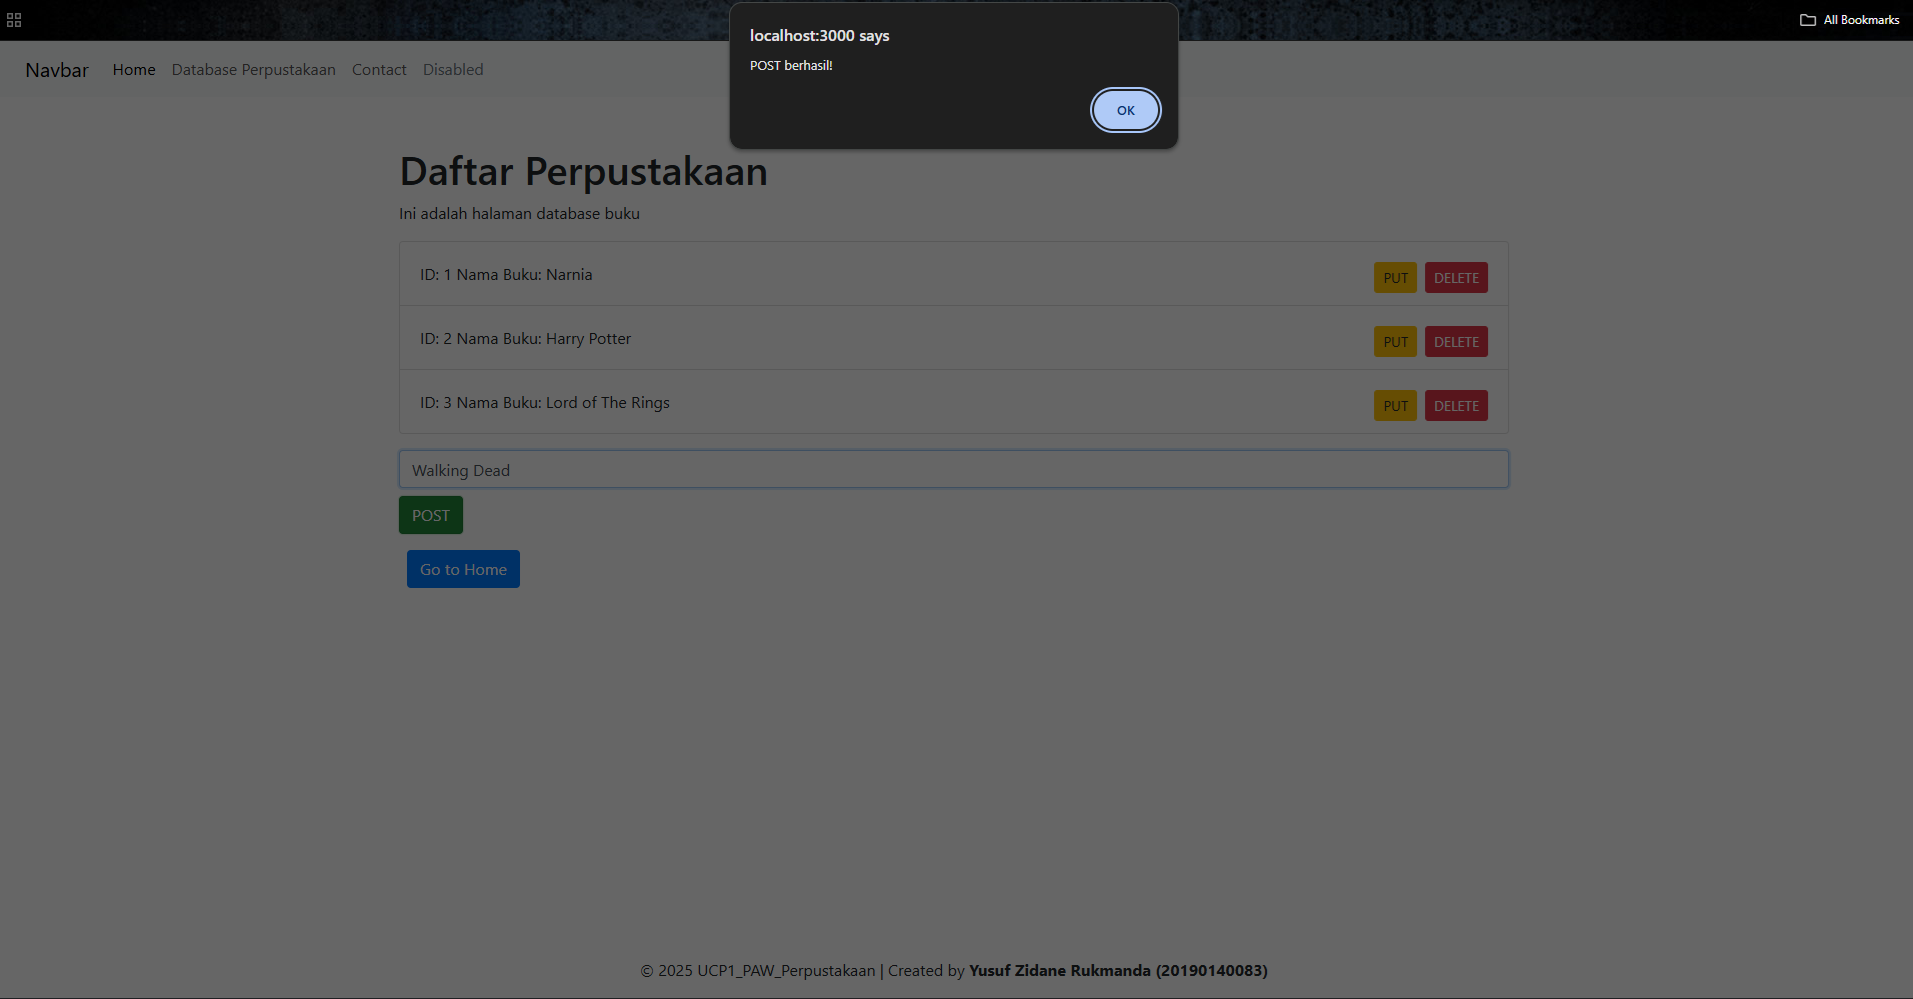 All Bookmarks
localhost:3000 says
POST berhasil!
OK
Navbar Home Database Perpustakaan Contact Disabled
Daftar Perpustakaan
Ini adalah halaman database buku
ID: 1 Nama Buku: Narnia PUT DELETE
ID: 2 Nama Buku: Harry Potter PUT DELETE
ID: 3 Nama Buku: Lord of The Rings PUT DELETE
Walking Dead
POST
Go to Home
© 2025 UCP1_PAW_Perpustakaan | Created by Yusuf Zidane Rukmanda (20190140083)